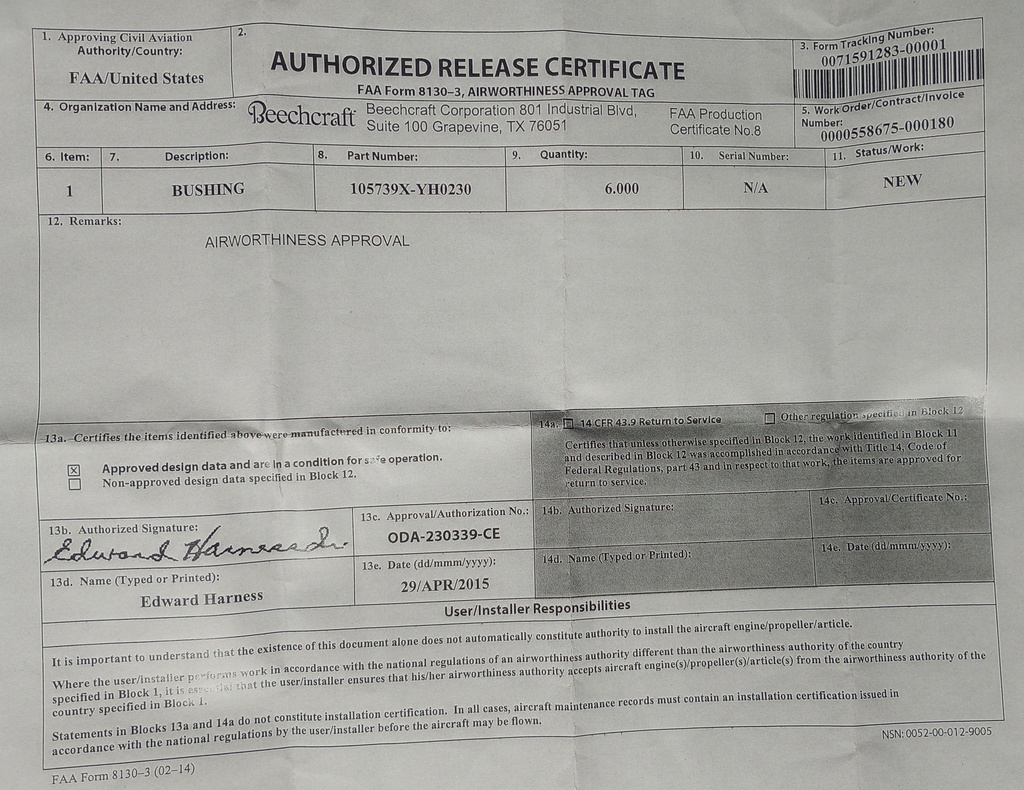 1. Approving Civil Aviation
Authority/Country:
FAA/United States
2.
AUTHORIZED RELEASE CERTIFICATE
FAA Form 8130-3, AIRWORTHINESS APPROVAL TAG
3. Form Tracking Number:
0071591283-00001
4. Organization Name and Address:
Beechcraft
Beechcraft Corporation 801 Industrial Blvd,
Suite 100 Grapevine, TX 76051
FAA Production
Certificate No.8
5. Work Order/Contract/Invoice
Number:
0000558675-000180
6. Item: 7. Description: 8. Part Number: 9. Quantity: 10. Serial Number: 11. Status/Work:
1 BUSHING 105739X-YH0230 6.000 N/A NEW
12. Remarks:
AIRWORTHINESS APPROVAL
13a. Certifies the items identified above were manufactured in conformity to:
Approved design data and are in a condition for safe operation.
Non-approved design data specified in Block 12.
14a. 14 CFR 43.9 Return to Service Other regulation specified in Block 12
Certifies that unless otherwise specified in Block 12, the work identified in Block 11
and described in Block 12 was accomplished in accordance with Title 14, Code of
Federal Regulations, part 43 and in respect to that work, the items are approved for
return to service.
13b. Authorized Signature:
Edward Harness Jr.
13c. Approval/Authorization No.:
ODA-230339-CE
14b. Authorized Signature:
14c. Approval/Certificate No.:
13d. Name (Typed or Printed):
Edward Harness
13e. Date (dd/mmm/yyyy):
29/APR/2015
14d. Name (Typed or Printed):
14e. Date (dd/mmm/yyyy):
User/Installer Responsibilities
It is important to understand that the existence of this document alone does not automatically constitute authority to install the aircraft engine/propeller/article.
Where the user/installer performs work in accordance with the national regulations of an airworthiness authority different than the airworthiness authority of the country
specified in Block 1, it is essential that the user/installer ensures that his/her airworthiness authority accepts aircraft engine(s)/propeller(s)/article(s) from the airworthiness authority of the
country specified in Block 1.
Statements in Blocks 13a and 14a do not constitute installation certification. In all cases, aircraft maintenance records must contain an installation certification issued in
accordance with the national regulations by the user/installer before the aircraft may be flown.
FAA Form 8130-3 (02-14)
NSN: 0052-00-012-9005